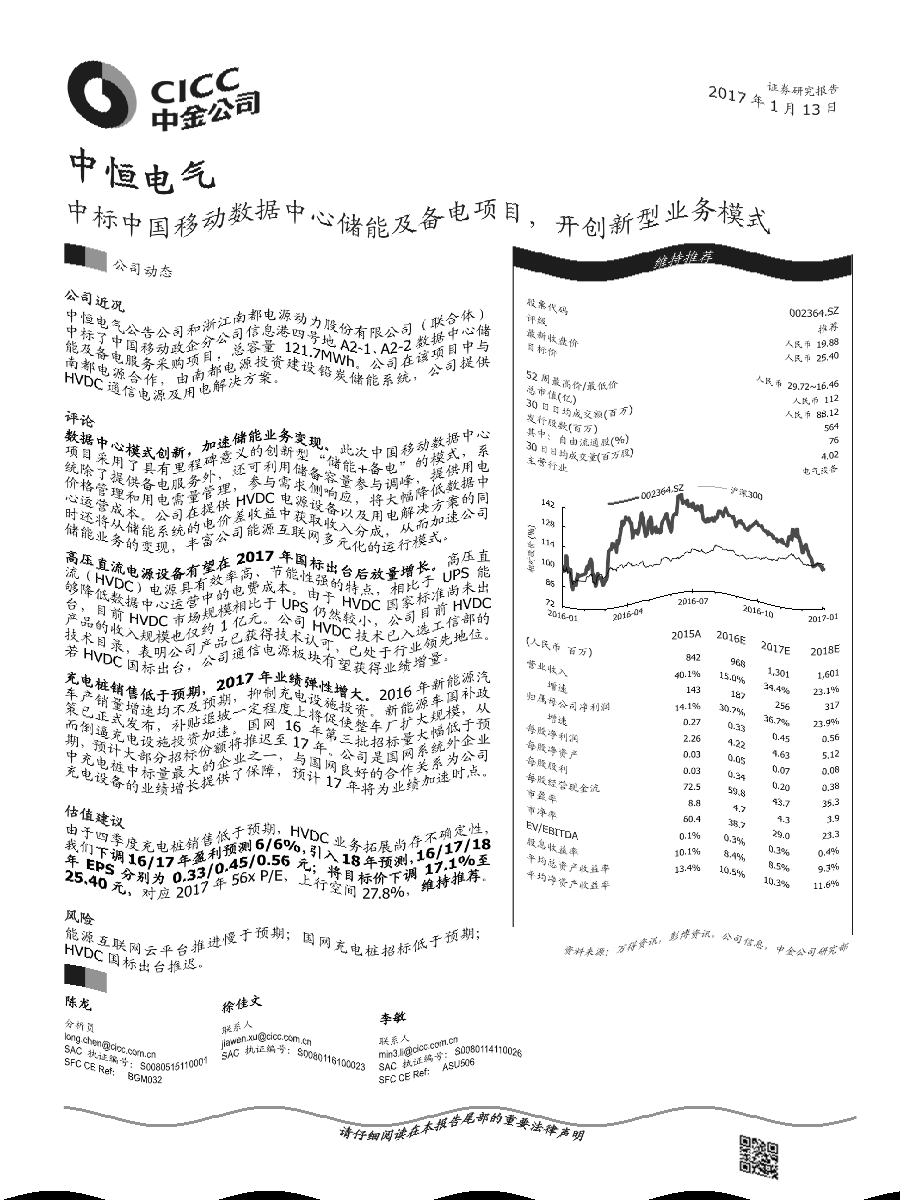 CICC
中金公司
证券研究报告
2017 年 1 月 13 日
中恒电气
中标中国移动数据中心储能及备电项目，开创新型业务模式
公司动态
公司近况
中恒电气公告公司和浙江南都电源动力股份有限公司（联合体）
中标了中国移动政企分公司信息港四号地 A2-1、A2-2 数据中心储
能及备电服务采购项目，总容量 121.7MWh。公司在该项目中与
南都电源合作，由南都电源投资建设铅炭储能系统，公司提供
HVDC 通信电源及用电解决方案。
评论
数据中心模式创新，加速储能业务变现。此次中国移动数据中心
项目采用了具有里程碑意义的创新型“储能+备电”的模式，系
统除了提供备电服务外，还可利用储备容量参与调峰，提供用电
价格管理和用电需量管理，参与需求侧响应，将大幅降低数据中
心运营成本。公司在提供 HVDC 电源设备以及用电解决方案的同
时还将从储能系统的电价差收益中获取收入分成，从而加速公司
储能业务的变现，丰富公司能源互联网多元化的运行模式。
高压直流电源设备有望在 2017 年国标出台后放量增长。高压直
流（HVDC）电源具有效率高、节能性强的特点，相比于 UPS 能
够降低数据中心运营中的电费成本。由于 HVDC 国家标准尚未出
台，目前 HVDC 市场规模相比于 UPS 仍然较小，公司目前 HVDC
产品的收入规模也仅约 1 亿元。公司 HVDC 技术已入选工信部的
技术目录，表明公司产品已获得技术认可，已处于行业领先地位。
若 HVDC 国标出台，公司通信电源板块有望获得业绩增量。
充电桩销售低于预期，2017 年业绩弹性增大。2016 年新能源汽
车产销量增速均不及预期，抑制充电设施投资。新能源车国补政
策已正式发布，补贴退坡一定程度上将促使整车厂扩大规模，从
而倒逼充电设施投资加速。国网 16 年第三批招标量大幅低于预
期，预计大部分招标份额将推迟至 17 年。公司是国网系统外企业
中充电桩中标量最大的企业之一，与国网良好的合作关系为公司
充电设备的业绩增长提供了保障，预计 17 年将为业绩加速时点。
估值建议
由于四季度充电桩销售低于预期，HVDC 业务拓展尚存不确定性，
我们下调 16/17 年盈利预测 6/6%，引入 18 年预测，16/17/18
年 EPS 分别为 0.33/0.45/0.56 元；将目标价下调 17.1%至
25.40 元，对应 2017 年 56x P/E，上行空间 27.8%，维持推荐。
风险
能源互联网云平台推进慢于预期；国网充电桩招标低于预期；
HVDC 国标出台推迟。
维持推荐
股票代码 002364.SZ
评级 推荐
最新收盘价 人民币 19.88
目标价 人民币 25.40
52 周最高价/最低价 人民币 29.72~16.46
总市值(亿) 人民币 112
30 日日均成交额(百万) 人民币 88.12
发行股数(百万) 564
其中：自由流通股(%) 76
30 日日均成交量(百万股) 4.02
主营行业 电气设备
002364.SZ 沪深300
相对股价 (%)
142
128
114
100
86
72
2016-01 2016-04 2016-07 2016-10 2017-01
(人民币 百万) 2015A 2016E 2017E 2018E
营业收入 842 968 1,301 1,601
增速 40.1% 15.0% 34.4% 23.1%
归属母公司净利润 143 187 256 317
增速 14.1% 30.7% 36.7% 23.9%
每股净利润 0.27 0.33 0.45 0.56
每股净资产 2.26 4.22 4.63 5.12
每股股利 0.03 0.05 0.07 0.08
每股经营现金流 0.03 0.34 0.20 0.38
市盈率 72.5 59.8 43.7 35.3
市净率 8.8 4.7 4.3 3.9
EV/EBITDA 60.4 38.7 29.0 23.3
股息收益率 0.1% 0.3% 0.3% 0.4%
平均总资产收益率 10.1% 8.4% 8.5% 9.3%
平均净资产收益率 13.4% 10.5% 10.3% 11.6%
资料来源：万得资讯，彭博资讯，公司信息，中金公司研究部
陈龙
分析员
long.chen@cicc.com.cn
SAC 执证编号：S0080515110001
SFC CE Ref: BGM032
徐佳文
联系人
jiawen.xu@cicc.com.cn
SAC 执证编号：S0080116100023
李敏
联系人
min3.li@cicc.com.cn
SAC 执证编号：S0080114110026
SFC CE Ref: ASU506
请仔细阅读在本报告尾部的重要法律声明